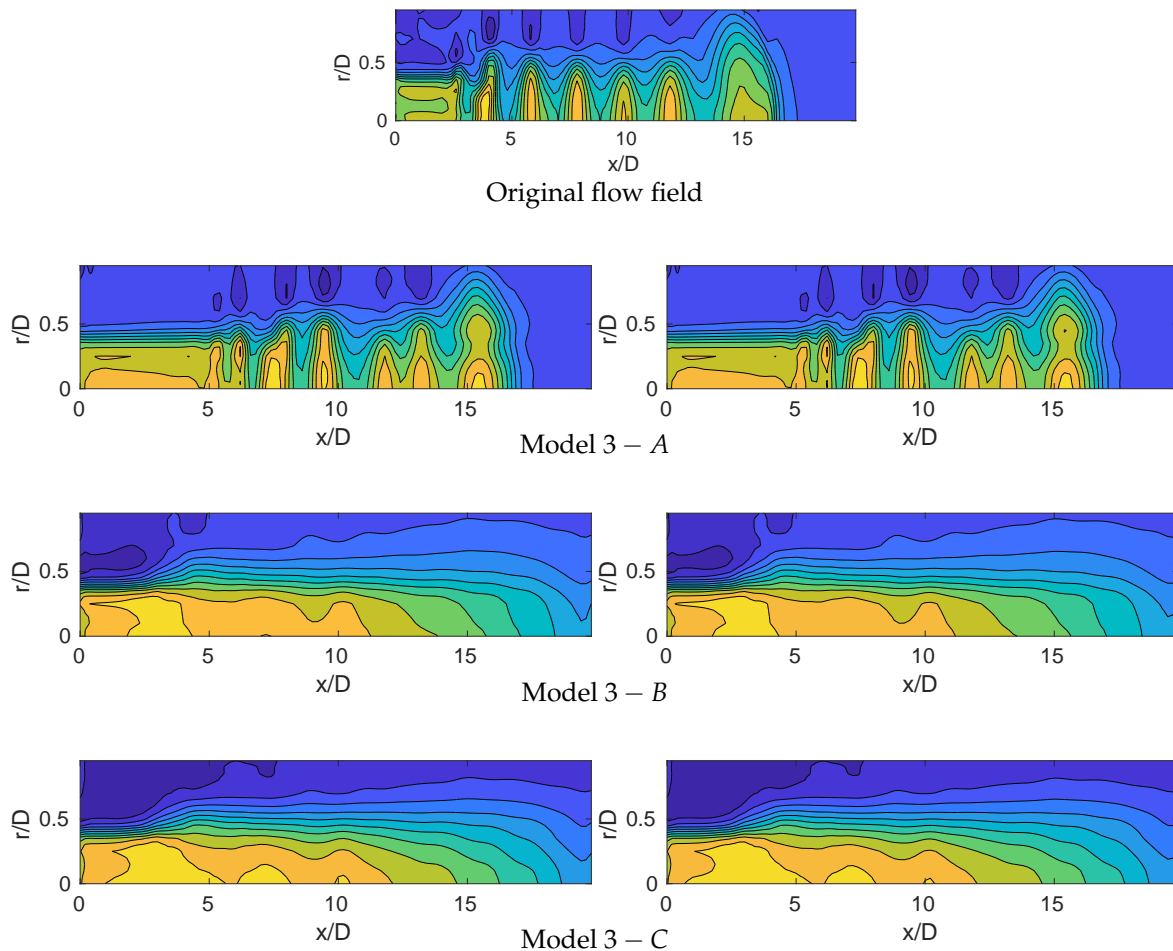 r/D
0.5
0
0 5 10 15
x/D
Original flow field
r/D 0.5 0 r/D 0.5 0
0 5 10 15 0 5 10 15
x/D x/D
Model 3 − A
r/D 0.5 0 r/D 0.5 0
0 5 10 15 0 5 10 15
x/D x/D
Model 3 − B
r/D 0.5 0 r/D 0.5 0
0 5 10 15 0 5 10 15
x/D x/D
Model 3 − C